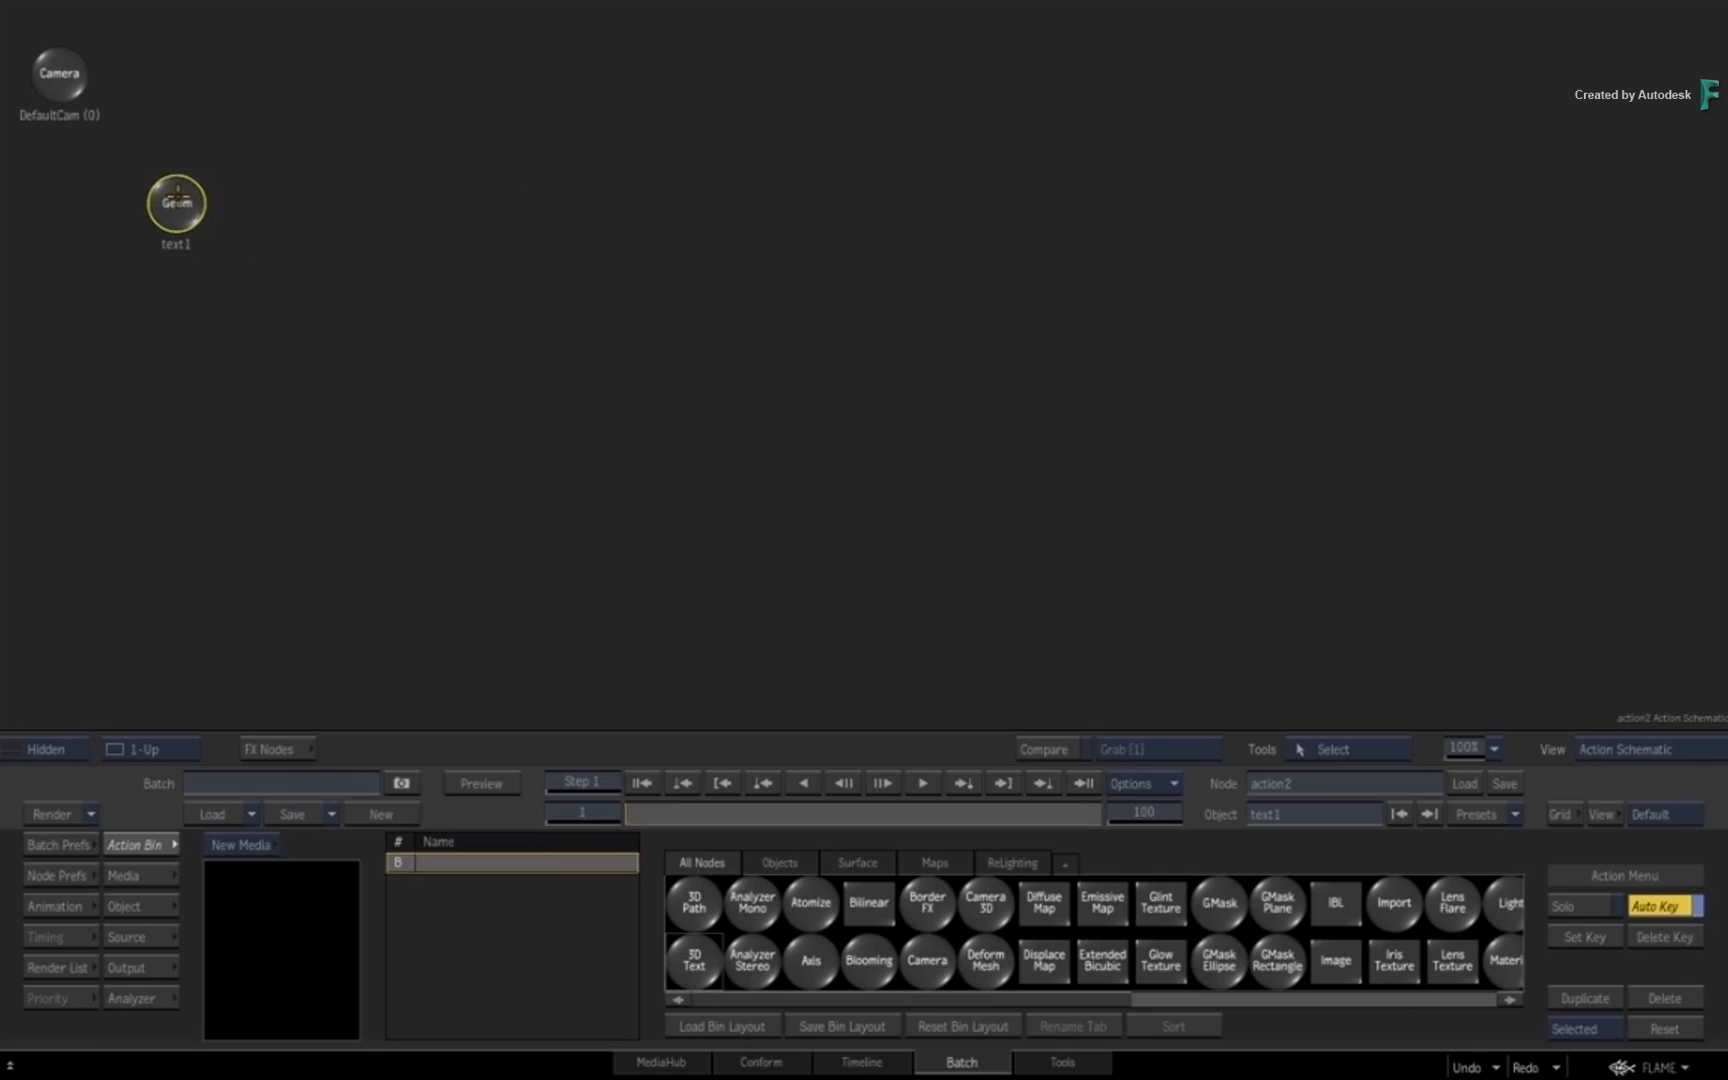 Camera
DefaultCam (0)
Created by Autodesk
Geom
text1
action2 Action Schematic
Hidden
1-Up
FX Nodes
Compare
Grab [1]
Tools
Select
100%
View
Action Schematic
Batch
Preview
Step 1
Options
Node
action2
Load
Save
Render
Load
Save
New
1
100
Object
text1
Presets
Grid
View
Default
Batch Prefs
Action Bin
New Media
# Name
B
Node Prefs
Media
Animation
Object
Timing
Source
Render List
Output
Priority
Analyzer
All Nodes
Objects
Surface
Maps
ReLighting
+
3D Path
Analyzer Mono
Atomize
Bilinear
Border FX
Camera 3D
Diffuse Map
Emissive Map
Glint Texture
GMask
GMask Plane
IBL
Import
Lens Flare
Light
3D Text
Analyzer Stereo
Axis
Blooming
Camera
Deform Mesh
Displace Map
Extended Bicubic
Glow Texture
GMask Ellipse
GMask Rectangle
Image
Iris Texture
Lens Texture
Materi
Load Bin Layout
Save Bin Layout
Reset Bin Layout
Rename Tab
Sort
Action Menu
Solo
Auto Key
Set Key
Delete Key
Duplicate
Delete
Selected
Reset
MediaHub
Conform
Timeline
Batch
Tools
Undo
Redo
FLAME